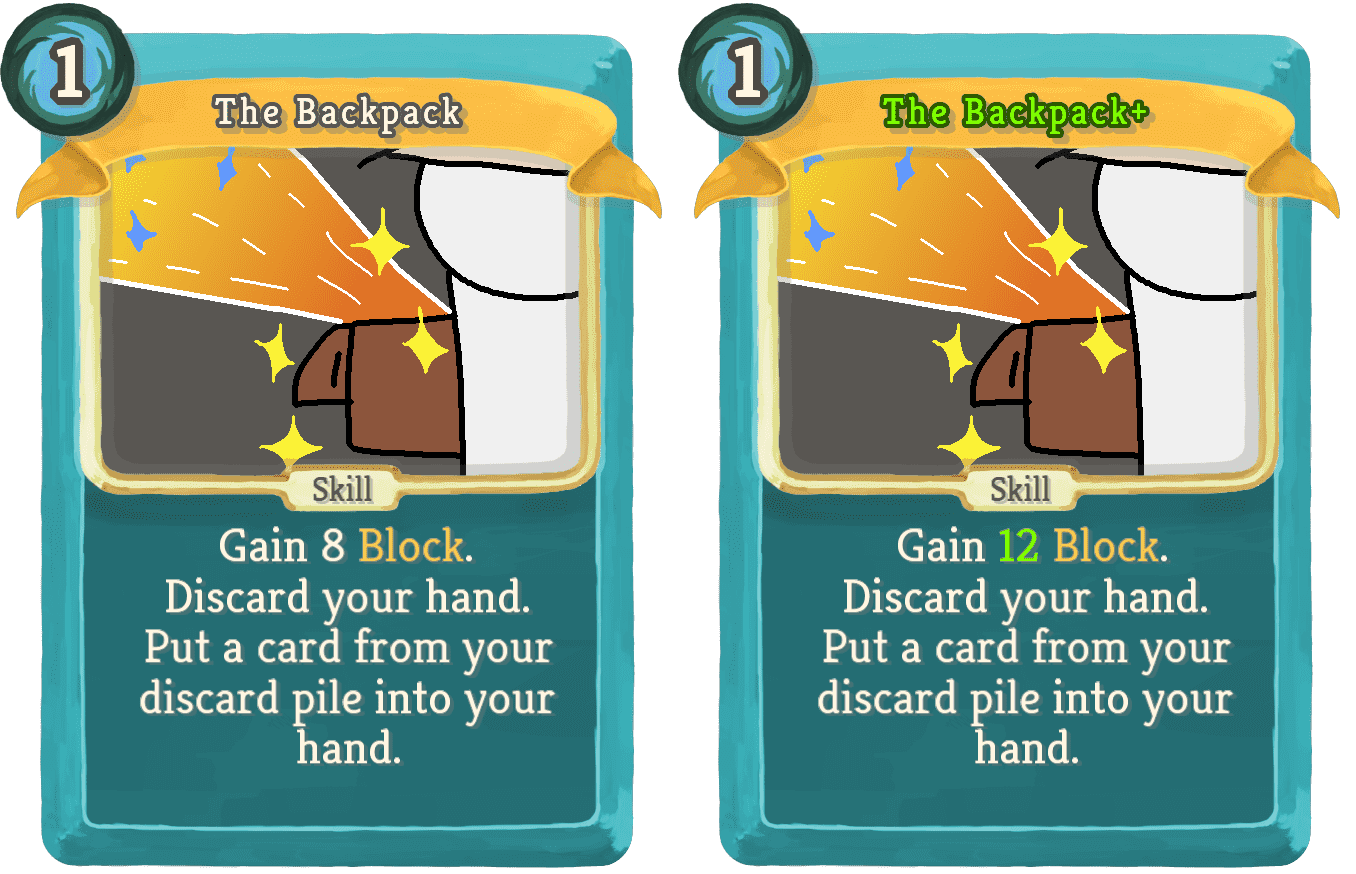 1
The Backpack
Skill
Gain 8 Block.
Discard your hand.
Put a card from your
discard pile into your
hand.
1
The Backpack+
Skill
Gain 12 Block.
Discard your hand.
Put a card from your
discard pile into your
hand.